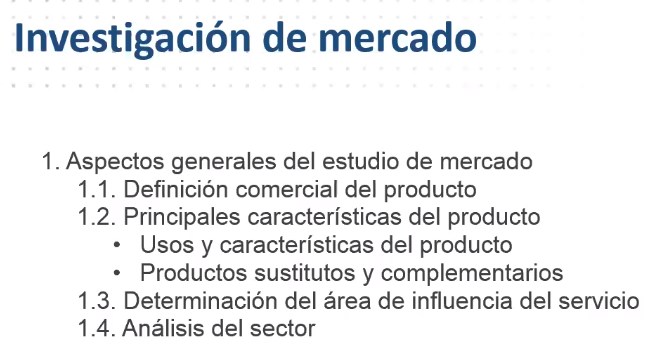 Investigación de mercado
1. Aspectos generales del estudio de mercado
1.1. Definición comercial del producto
1.2. Principales características del producto
• Usos y características del producto
• Productos sustitutos y complementarios
1.3. Determinación del área de influencia del servicio
1.4. Análisis del sector